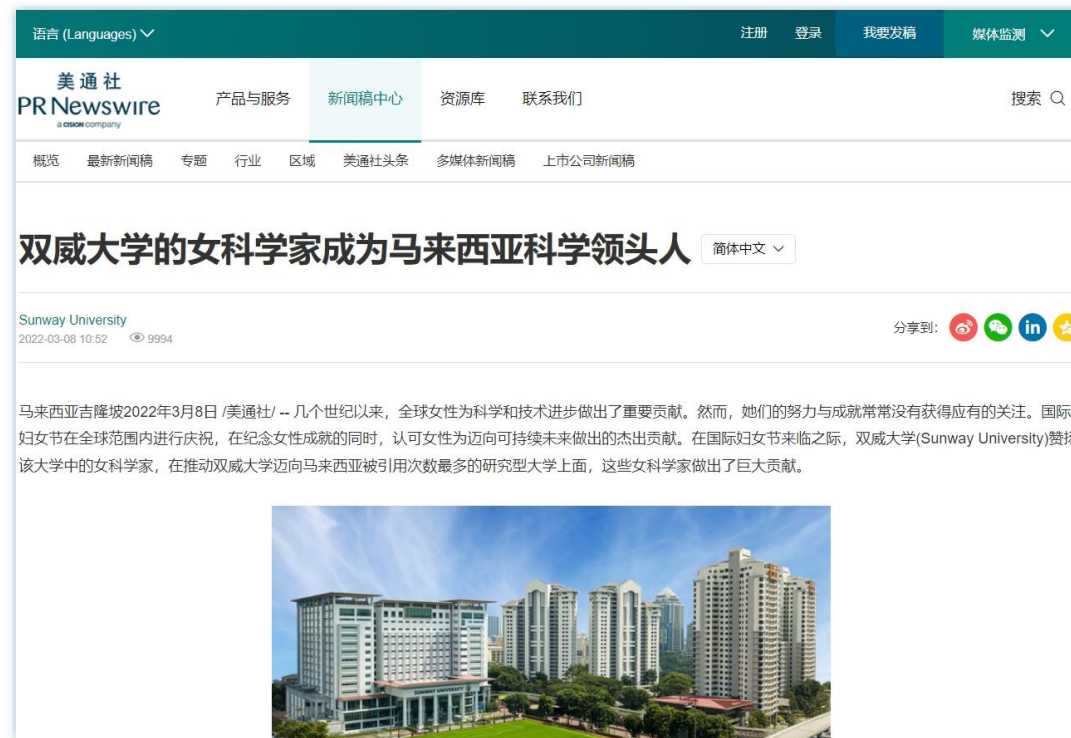 语言 (Languages)
注册 登录 我要发稿 媒体监测
美通社
PR Newswire
a CISION company
产品与服务 新闻稿中心 资源库 联系我们 搜索
概览 最新新闻稿 专题 行业 区域 美通社头条 多媒体新闻稿 上市公司新闻稿
双威大学的女科学家成为马来西亚科学领头人 简体中文
Sunway University
2022-03-08 10:52 9994
分享到:
马来西亚吉隆坡2022年3月8日 /美通社/ -- 几个世纪以来，全球女性为科学和技术进步做出了重要贡献。然而，她们的努力与成就常常没有获得应有的关注。国际
妇女节在全球范围内进行庆祝，在纪念女性成就的同时，认可女性为迈向可持续未来做出的杰出贡献。在国际妇女节来临之际，双威大学(Sunway University)赞扬
该大学中的女科学家，在推动双威大学迈向马来西亚被引用次数最多的研究型大学上面，这些女科学家做出了巨大贡献。
SUNWAY UNIVERSITY